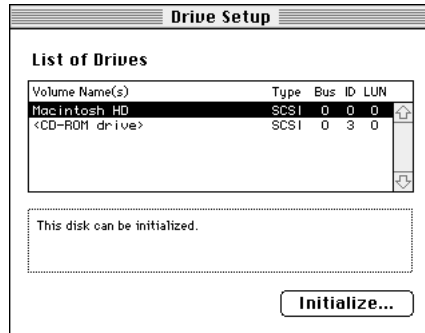 Drive Setup
List of Drives
Volume Name(s) Type Bus ID LUN
Macintosh HD SCSI 0 0 0
<CD-ROM drive> SCSI 0 3 0
This disk can be initialized.
Initialize...